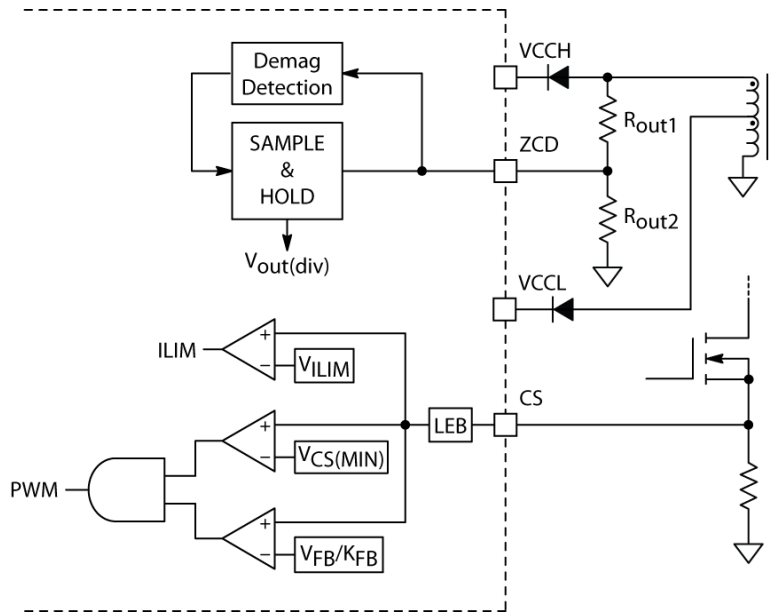 VCCH
Demag
Detection
Rout1
SAMPLE
&
HOLD
ZCD
Rout2
Vout(div)
VCCL
+
ILIM
−
VILIM
CS
+
LEB
−
VCS(MIN)
PWM
+
−
VFB/KFB